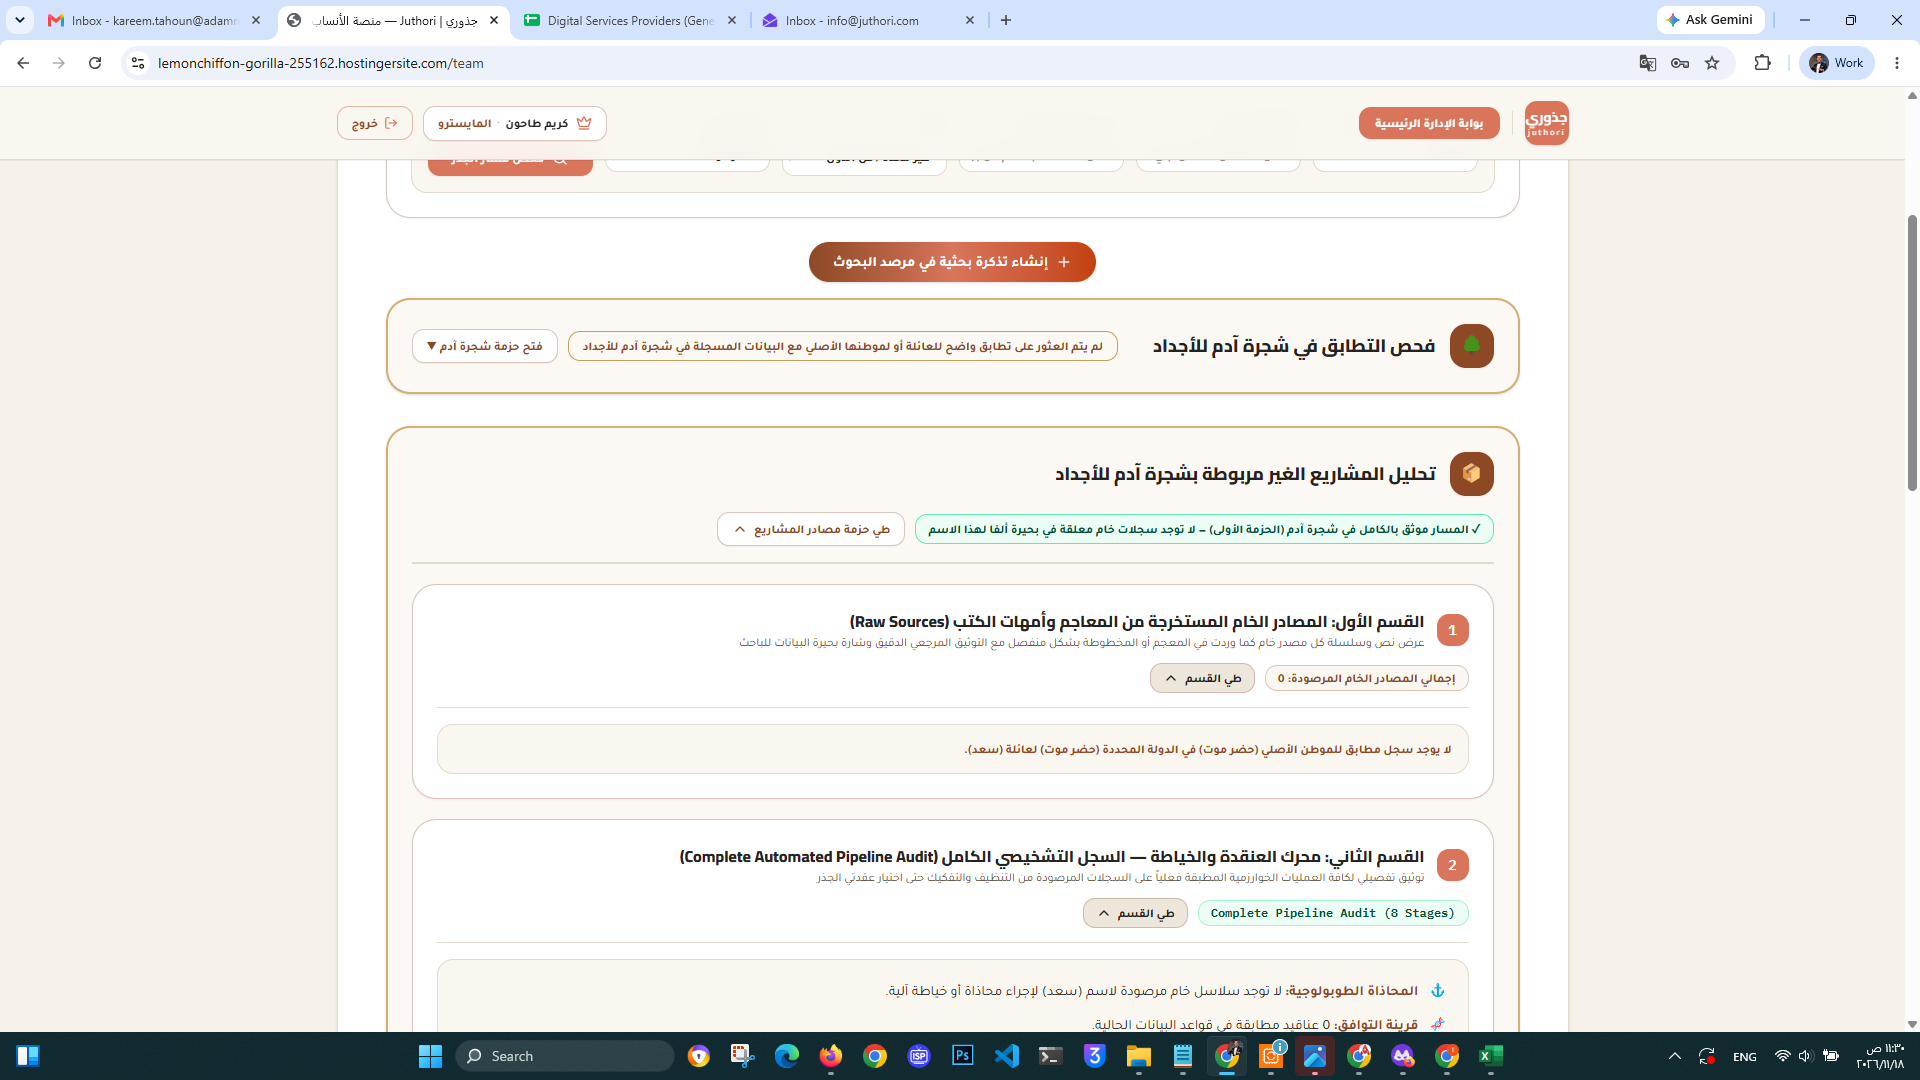 Inbox - kareem.tahoun@adamr
جذوري | Juthori — منصة الأنساب
Digital Services Providers (Gene
Inbox - info@juthori.com
Ask Gemini
lemonchiffon-gorilla-255162.hostingersite.com/team
Work
جذوري
juthori
بوابة الإدارة الرئيسية
كريم طاحون · المايسترو
خروج
+ إنشاء تذكرة بحثية في مرصد البحوث
فحص التطابق في شجرة آدم للأجداد
لم يتم العثور على تطابق واضح للعائلة أو لموطنها الأصلي مع البيانات المسجلة في شجرة آدم للأجداد
فتح حزمة شجرة آدم ▼
تحليل المشاريع الغير مربوطة بشجرة آدم للأجداد
✓ المسار موثق بالكامل في شجرة آدم (الحزمة الأولى) – لا توجد سجلات خام معلقة في بحيرة ألفا لهذا الاسم
طي حزمة مصادر المشاريع
1
القسم الأول: المصادر الخام المستخرجة من المعاجم وأمهات الكتب (Raw Sources)
عرض نص وسلسلة كل مصدر خام كما وردت في المعجم أو المخطوطة بشكل منفصل مع التوثيق المرجعي الدقيق وشارة بحيرة البيانات للباحث
إجمالي المصادر الخام المرصودة: 0
طي القسم
لا يوجد سجل مطابق للموطن الأصلي (حضر موت) في الدولة المحددة (حضر موت) لعائلة (سعد).
2
القسم الثاني: محرك العنقدة والخياطة — السجل التشخيصي الكامل (Complete Automated Pipeline Audit)
توثيق تفصيلي لكافة العمليات الخوارزمية المطبقة فعلياً على السجلات المرصودة من التنظيف والتفكيك حتى اختيار عقدتي الجذر
Complete Pipeline Audit (8 Stages)
طي القسم
المحاذاة الطوبولوجية: لا توجد سلاسل خام مرصودة لاسم (سعد) لإجراء محاذاة أو خياطة آلية.
قرينة التوافق: 0 عناقيد مطابقة في قواعد البيانات الحالية.
Search
ENG
١١:٣٠ ص
٢٠٢٦/١١/١٨